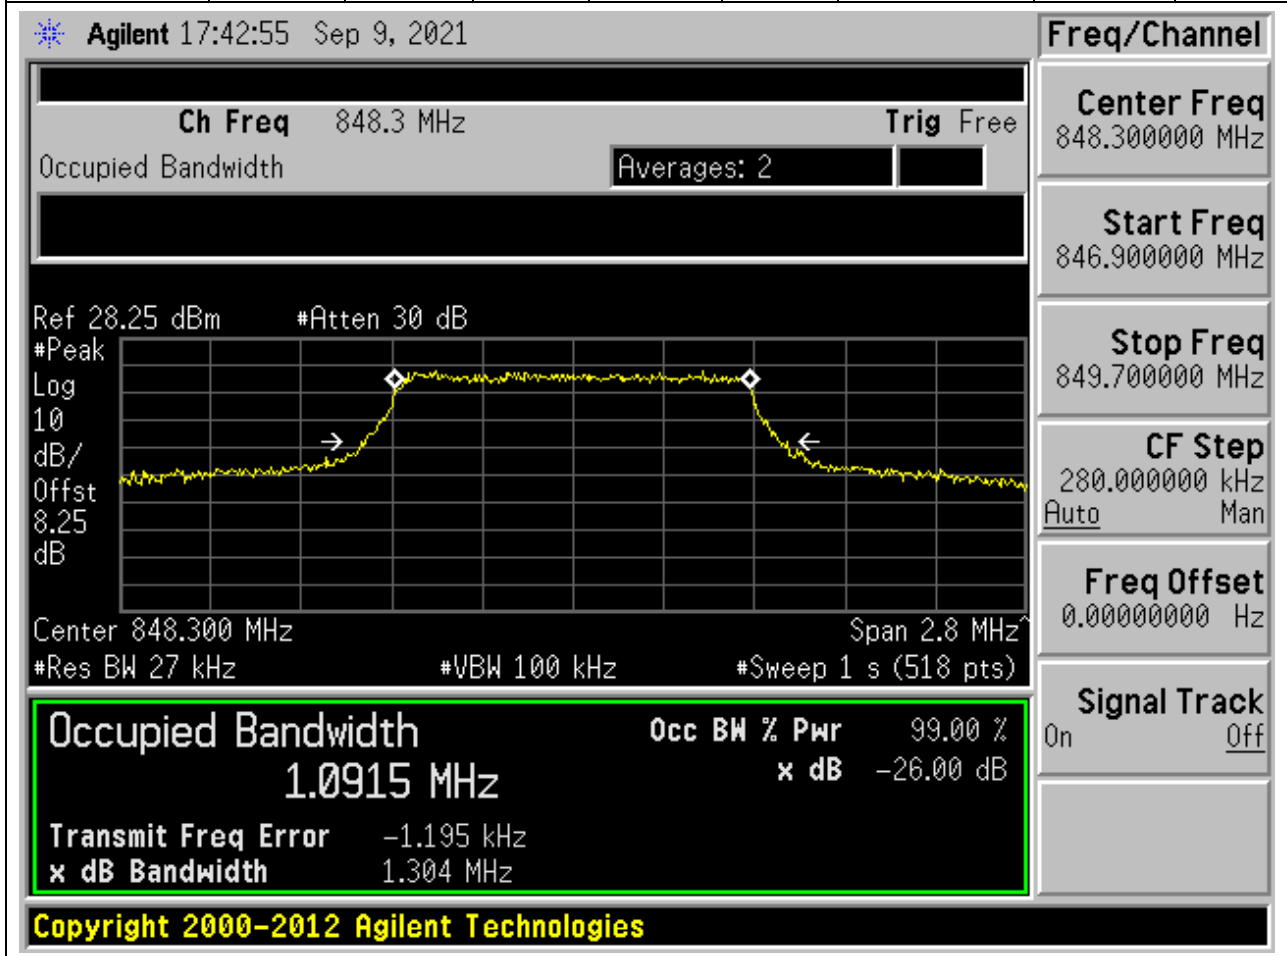 Agilent 17:42:55 Sep 9, 2021
Freq/Channel
Ch Freq 848.3 MHz
Trig Free
Occupied Bandwidth
Averages: 2
Center Freq
848.300000 MHz
Start Freq
846.900000 MHz
Stop Freq
849.700000 MHz
CF Step
280.000000 kHz
Auto Man
Freq Offset
0.00000000 Hz
Signal Track
On Off
Ref 28.25 dBm #Atten 30 dB
#Peak
Log
10
dB/
Offst
8.25
dB
Center 848.300 MHz Span 2.8 MHz^
#Res BW 27 kHz #VBW 100 kHz #Sweep 1 s (518 pts)
Occupied Bandwidth
1.0915 MHz
Occ BW % Pwr 99.00 %
x dB -26.00 dB
Transmit Freq Error -1.195 kHz
x dB Bandwidth 1.304 MHz
Copyright 2000-2012 Agilent Technologies